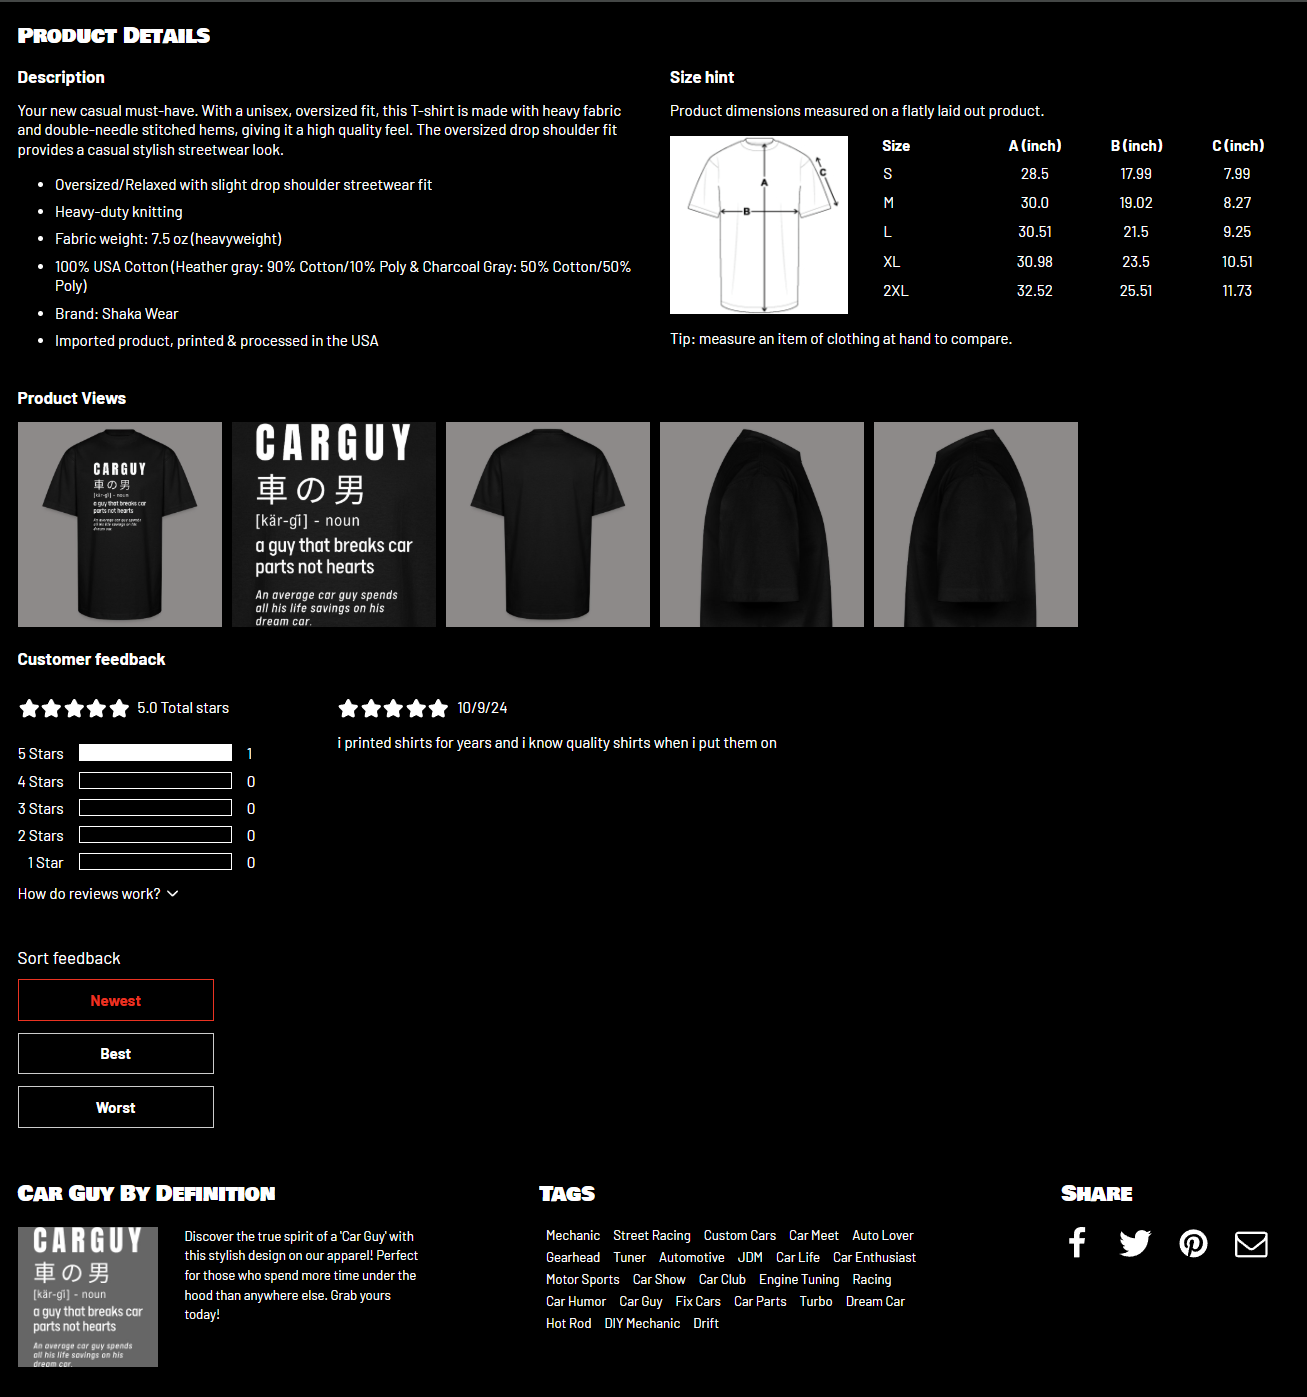 Product Details
Description
Your new casual must-have. With a unisex, oversized fit, this T-shirt is made with heavy fabric
and double-needle stitched hems, giving it a high quality feel. The oversized drop shoulder fit
provides a casual stylish streetwear look.
• Oversized/Relaxed with slight drop shoulder streetwear fit
• Heavy-duty knitting
• Fabric weight: 7.5 oz (heavyweight)
• 100% USA Cotton (Heather gray: 90% Cotton/10% Poly & Charcoal Gray: 50% Cotton/50%
Poly)
• Brand: Shaka Wear
• Imported product, printed & processed in the USA
Size hint
Product dimensions measured on a flatly laid out product.
A
B
C
Size A (inch) B (inch) C (inch)
S 28.5 17.99 7.99
M 30.0 19.02 8.27
L 30.51 21.5 9.25
XL 30.98 23.5 10.51
2XL 32.52 25.51 11.73
Tip: measure an item of clothing at hand to compare.
Product Views
CARGUY
車の男
[kär-gī] - noun
a guy that breaks car
parts not hearts
An average car guy spends
all his life savings on his
dream car.
CARGUY
車の男
[kär-gī] - noun
a guy that breaks car
parts not hearts
An average car guy spends
all his life savings on his
dream car.
Customer feedback
5.0 Total stars
5 Stars 1
4 Stars 0
3 Stars 0
2 Stars 0
1 Star 0
How do reviews work?
10/9/24
i printed shirts for years and i know quality shirts when i put them on
Sort feedback
Newest
Best
Worst
Car Guy By Definition
CARGUY
車の男
[kär-gī] - noun
a guy that breaks car
parts not hearts
An average car guy spends
all his life savings on his
dream car.
Discover the true spirit of a 'Car Guy' with
this stylish design on our apparel! Perfect
for those who spend more time under the
hood than anywhere else. Grab yours
today!
Tags
Mechanic Street Racing Custom Cars Car Meet Auto Lover
Gearhead Tuner Automotive JDM Car Life Car Enthusiast
Motor Sports Car Show Car Club Engine Tuning Racing
Car Humor Car Guy Fix Cars Car Parts Turbo Dream Car
Hot Rod DIY Mechanic Drift
Share